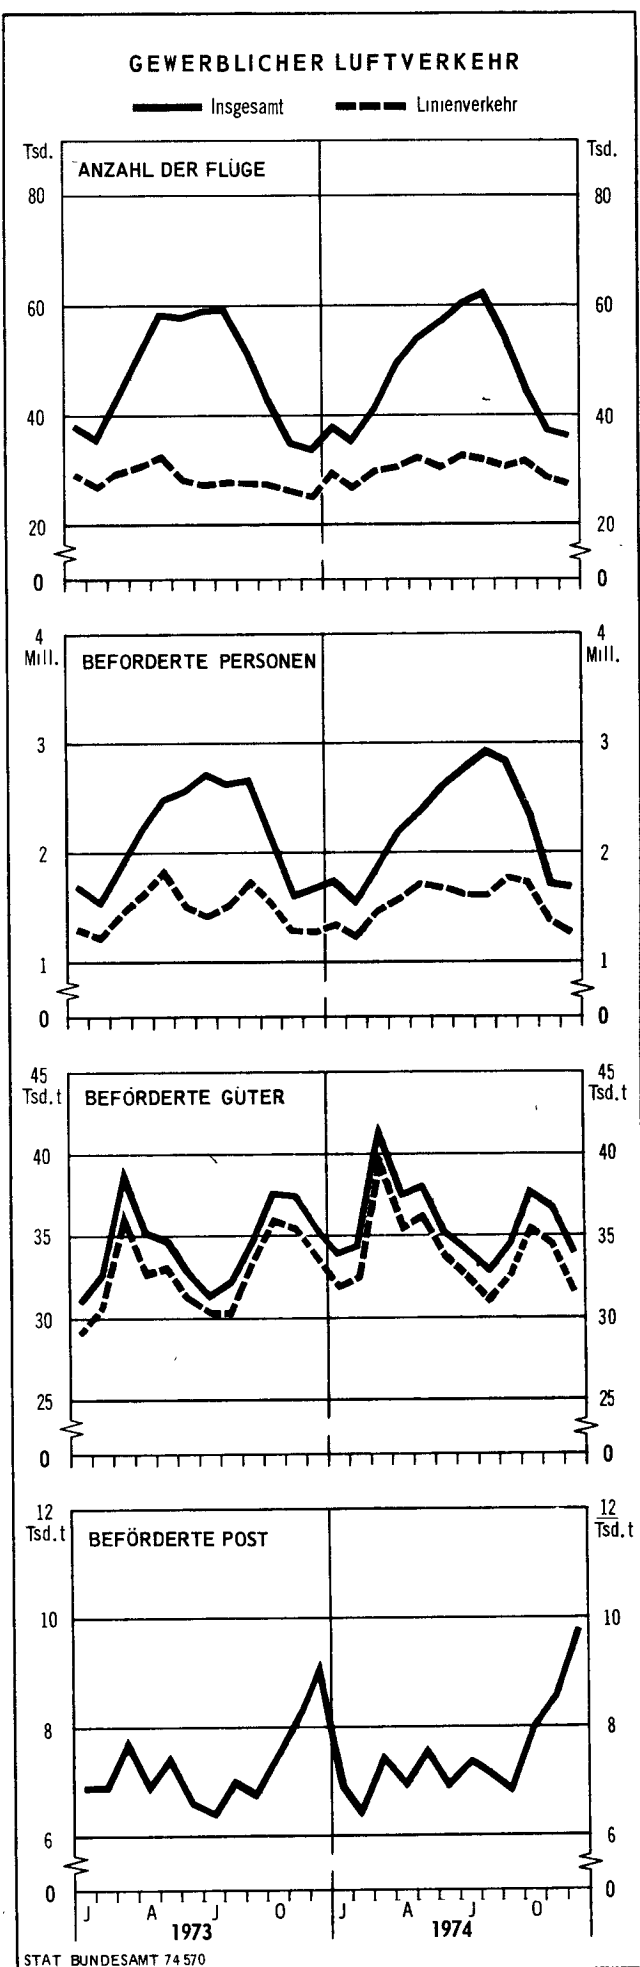 GEWERBLICHER LUFTVERKEHR
Insgesamt Linienverkehr
Tsd. Tsd.
ANZAHL DER FLÜGE
80 80
60 60
40 40
20 20
0 0
4 4
Mill. Mill.
BEFORDERTE PERSONEN
3 3
2 2
1 1
0 0
45 45
Tsd.t Tsd.t
BEFÖRDERTE GÜTER
40 40
35 35
30 30
25 25
0 0
12 12
Tsd.t Tsd.t
BEFÖRDERTE POST
10 10
8 8
6 6
0 0
J A J O J A J O
1973 1974
STAT BUNDESAMT 74 570